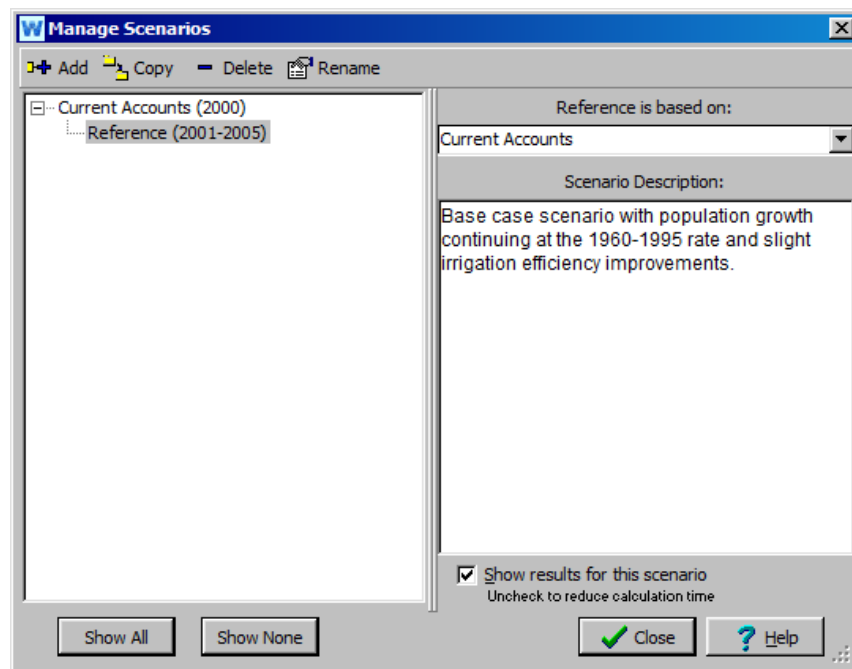 W Manage Scenarios
Add Copy Delete Rename
Current Accounts (2000)
Reference (2001-2005)
Reference is based on:
Current Accounts
Scenario Description:
Base case scenario with population growth
continuing at the 1960-1995 rate and slight
irrigation efficiency improvements.
Show results for this scenario
Uncheck to reduce calculation time
Show All Show None Close ? Help